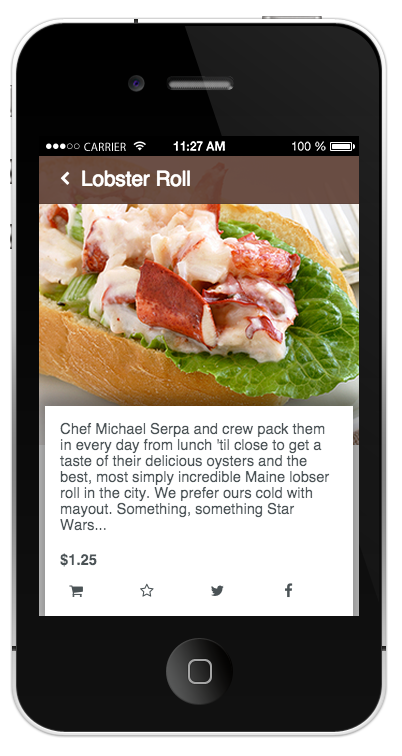 CARRIER 11:27 AM 100 %
Lobster Roll
Chef Michael Serpa and crew pack them
in every day from lunch 'til close to get a
taste of their delicious oysters and the
best, most simply incredible Maine lobser
roll in the city. We prefer ours cold with
mayout. Something, something Star
Wars...
$1.25